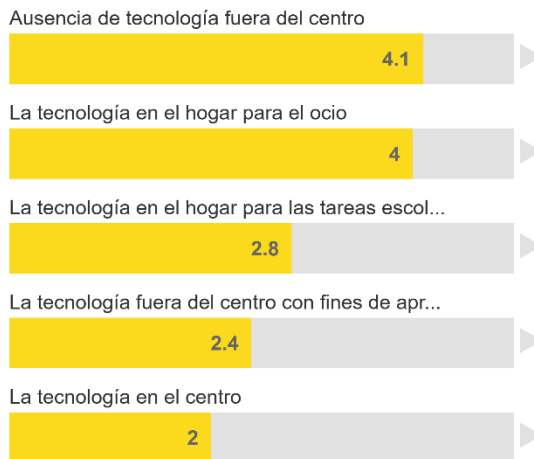 Ausencia de tecnología fuera del centro
4.1
La tecnología en el hogar para el ocio
4
La tecnología en el hogar para las tareas escol...
2.8
La tecnología fuera del centro con fines de apr...
2.4
La tecnología en el centro
2